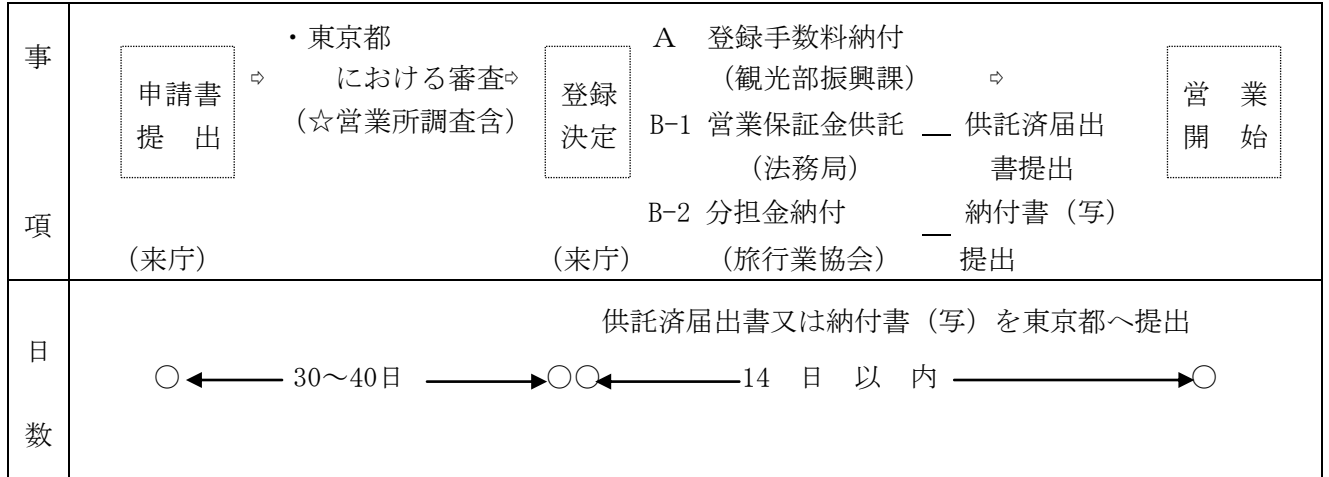 事
項
申請書
提　出
⇨
・東京都
における審査⇨
（☆営業所調査含）
登録
決定
A　登録手数料納付
（観光部振興課）　⇨
B-1 営業保証金供託 ― 供託済届出
（法務局）　書提出
B-2 分担金納付 ― 納付書（写）
（旅行業協会）　提出
営　業
開　始
（来庁）
（来庁）
日
数
供託済届出書又は納付書（写）を東京都へ提出
30～40日
14　日　以　内